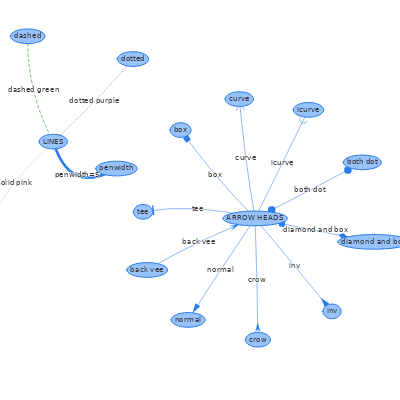 dashed
dotted
dashed green
dotted purple
curve
icurve
box
LINES
curve
icurve
both dot
penwidth
penwidth=5
box
both dot
olid pink
tee
tee
ARROW HEADS
diamond and box
back vee
diamond and bo
back vee
normal
inv
crow
inv
normal
crow